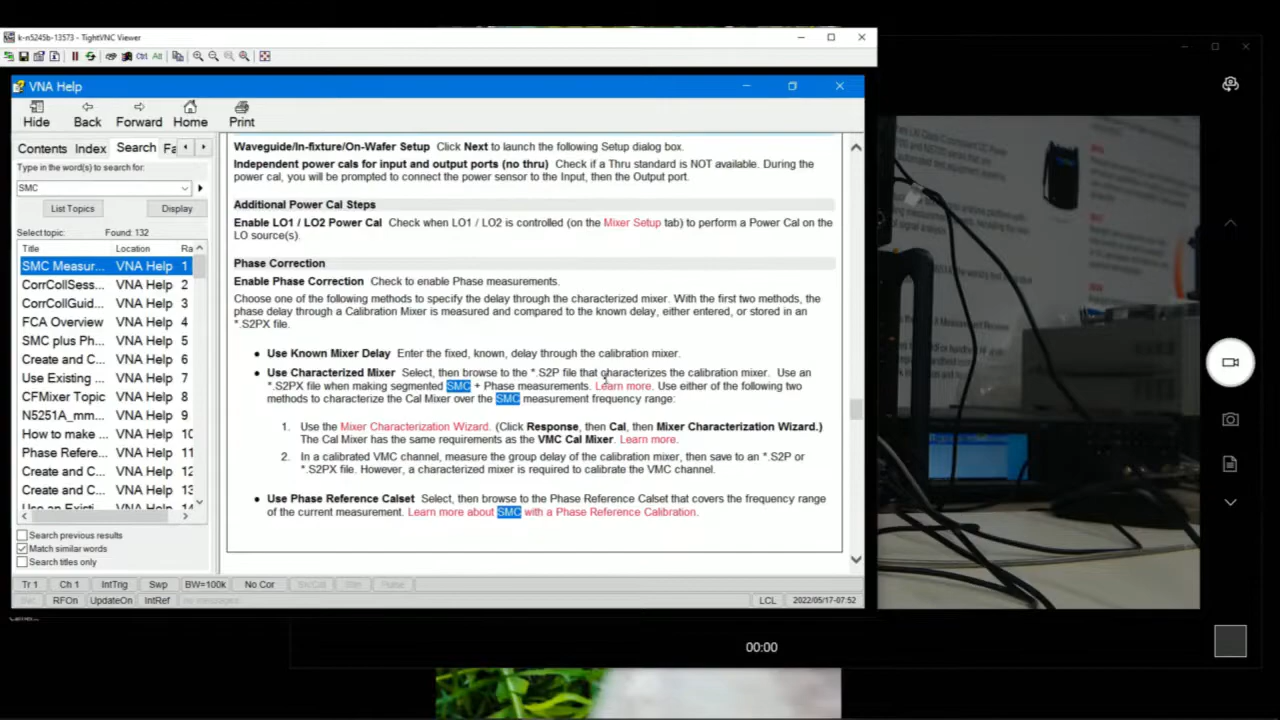 k-n5245b-13573 - TightVNC Viewer
Ctrl Alt
VNA Help
Hide Back Forward Home Print
Contents Index Search Fa
Type in the word(s) to search for:
SMC
List Topics Display
Select topic: Found: 132
Title Location Ra
SMC Measur... VNA Help 1
CorrCollSess... VNA Help 2
CorrCollGuid... VNA Help 3
FCA Overview VNA Help 4
SMC plus Ph... VNA Help 5
Create and C... VNA Help 6
Use Existing ... VNA Help 7
CFMixer Topic VNA Help 8
N5251A_mm... VNA Help 9
How to make ... VNA Help 10
Phase Refere... VNA Help 11
Create and C... VNA Help 12
Create and C... VNA Help 13
Use an Existi... VNA Help 14
Search previous results
Match similar words
Search titles only
Waveguide/In-fixture/On-Wafer Setup Click Next to launch the following Setup dialog box.
Independent power cals for input and output ports (no thru) Check if a Thru standard is NOT available. During the
power cal, you will be prompted to connect the power sensor to the Input, then the Output port.
Additional Power Cal Steps
Enable LO1 / LO2 Power Cal Check when LO1 / LO2 is controlled (on the Mixer Setup tab) to perform a Power Cal on the
LO source(s).
Phase Correction
Enable Phase Correction Check to enable Phase measurements.
Choose one of the following methods to specify the delay through the characterized mixer. With the first two methods, the
phase delay through a Calibration Mixer is measured and compared to the known delay, either entered, or stored in an
*.S2PX file.
• Use Known Mixer Delay Enter the fixed, known, delay through the calibration mixer.
• Use Characterized Mixer Select, then browse to the *.S2P file that characterizes the calibration mixer. Use an
*.S2PX file when making segmented SMC + Phase measurements. Learn more. Use either of the following two
methods to characterize the Cal Mixer over the SMC measurement frequency range:
1. Use the Mixer Characterization Wizard. (Click Response, then Cal, then Mixer Characterization Wizard.)
The Cal Mixer has the same requirements as the VMC Cal Mixer. Learn more.
2. In a calibrated VMC channel, measure the group delay of the calibration mixer, then save to an *.S2P or
*.S2PX file. However, a characterized mixer is required to calibrate the VMC channel.
• Use Phase Reference Calset Select, then browse to the Phase Reference Calset that covers the frequency range
of the current measurement. Learn more about SMC with a Phase Reference Calibration.
Tr 1 Ch 1 IntTrig Swp BW=100k No Cor
RFOn UpdateOn IntRef LCL 2022/05/17-07:52
00:00